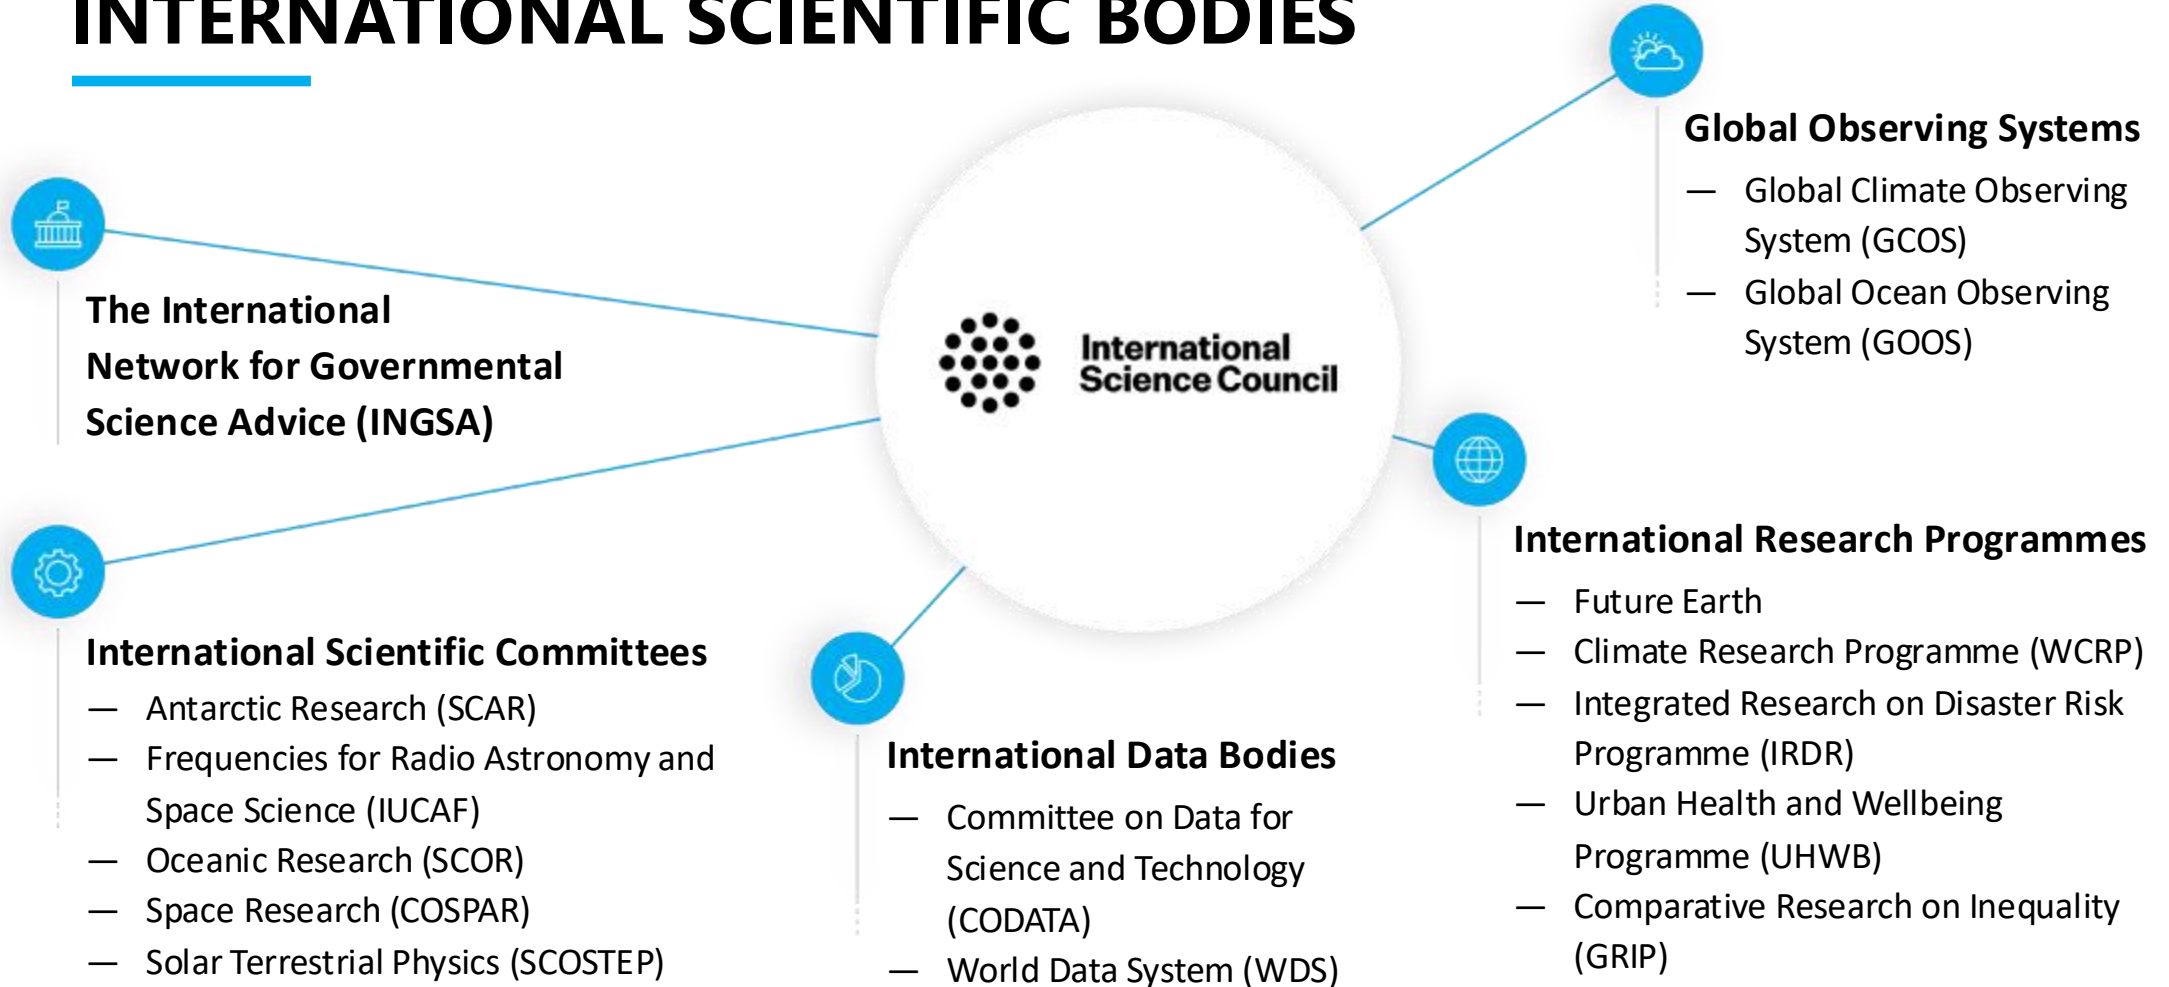 INTERNATIONAL SCIENTIFIC BODIES
The International
Network for Governmental
Science Advice (INGSA)
International Scientific Committees
— Antarctic Research (SCAR)
— Frequencies for Radio Astronomy and
Space Science (IUCAF)
— Oceanic Research (SCOR)
— Space Research (COSPAR)
— Solar Terrestrial Physics (SCOSTEP)
International
Science Council
International Data Bodies
— Committee on Data for
Science and Technology
(CODATA)
— World Data System (WDS)
Global Observing Systems
— Global Climate Observing
System (GCOS)
— Global Ocean Observing
System (GOOS)
International Research Programmes
— Future Earth
— Climate Research Programme (WCRP)
— Integrated Research on Disaster Risk
Programme (IRDR)
— Urban Health and Wellbeing
Programme (UHWB)
— Comparative Research on Inequality
(GRIP)